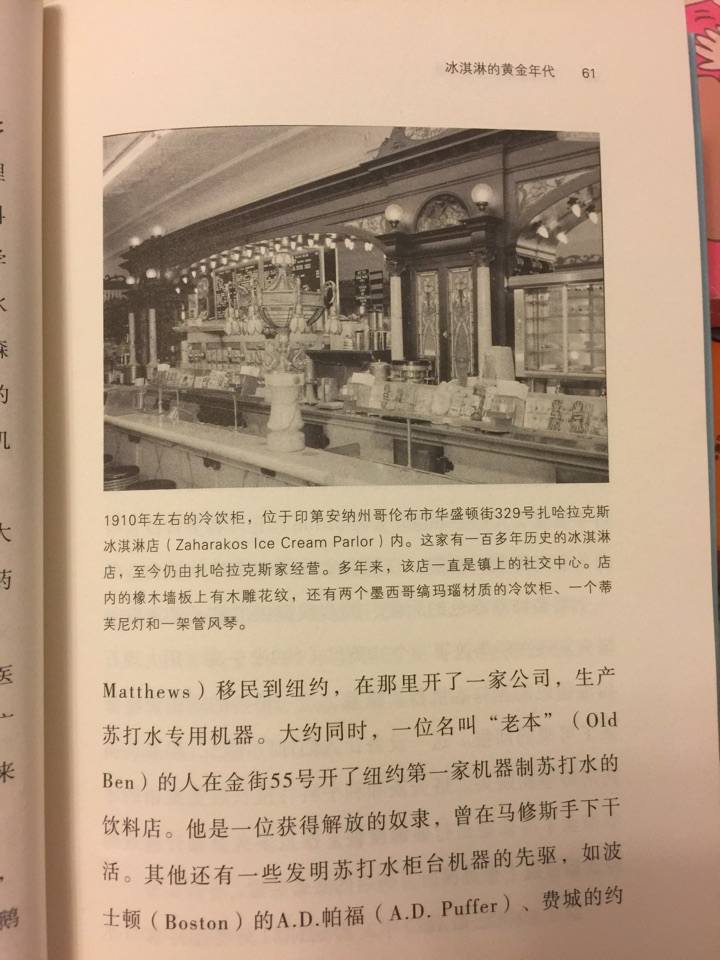 冰淇淋的黄金年代 61
1910年左右的冷饮柜，位于印第安纳州哥伦布市华盛顿街329号扎哈拉克斯
冰淇淋店（Zaharakos Ice Cream Parlor）内。这家有一百多年历史的冰淇淋
店，至今仍由扎哈拉克斯家经营。多年来，该店一直是镇上的社交中心。店
内的橡木墙板上有木雕花纹，还有两个墨西哥缟玛瑙材质的冷饮柜、一个蒂
芙尼灯和一架管风琴。
Matthews）移民到纽约，在那里开了一家公司，生产
苏打水专用机器。大约同时，一位名叫“老本”（Old
Ben）的人在金街55号开了纽约第一家机器制苏打水的
饮料店。他是一位获得解放的奴隶，曾在马修斯手下干
活。其他还有一些发明苏打水柜台机器的先驱，如波
士顿（Boston）的A.D.帕福（A.D. Puffer）、费城的约